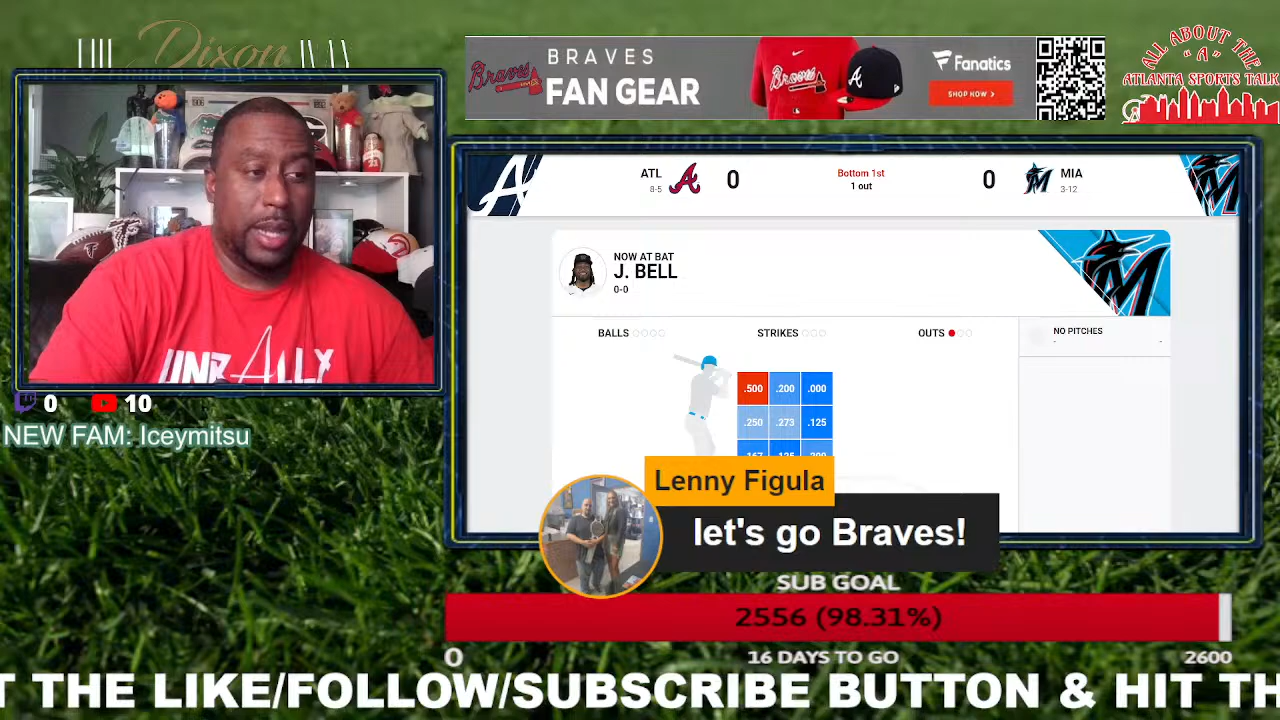 Dixon
BRAVES
FAN GEAR
Braves
Braves
Fanatics
SHOP NOW >
ALL ABOUT THE
"A"
ATLANTA SPORTS TALK
ATL
8-5
0
Bottom 1st
1 out
0
MIA
3-12
NOW AT BAT
J. BELL
0-0
BALLS
STRIKES
OUTS
NO PITCHES
-
-
.500 .200 .000
.250 .273 .125
0
10
NEW FAM: Iceymitsu
Lenny Figula
let's go Braves!
SUB GOAL
2556 (98.31%)
0
16 DAYS TO GO
2600
T THE LIKE/FOLLOW/SUBSCRIBE BUTTON & HIT TH